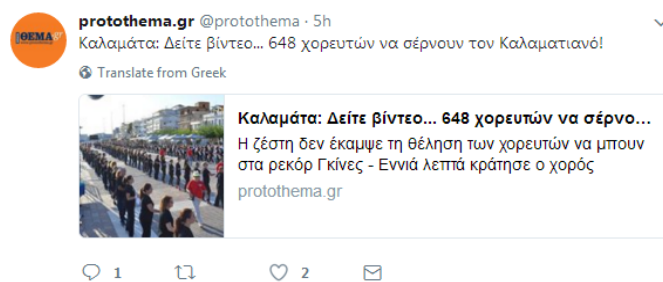 ΘΕΜΑ gr
protothema.gr @protothema · 5h
Καλαμάτα: Δείτε βίντεο... 648 χορευτών να σέρνουν τον Καλαματιανό!
Translate from Greek
Καλαμάτα: Δείτε βίντεο... 648 χορευτών να σέρνο...
Η ζέστη δεν έκαμψε τη θέληση των χορευτών να μπουν
στα ρεκόρ Γκίνες - Εννιά λεπτά κράτησε ο χορός
protothema.gr
1 2